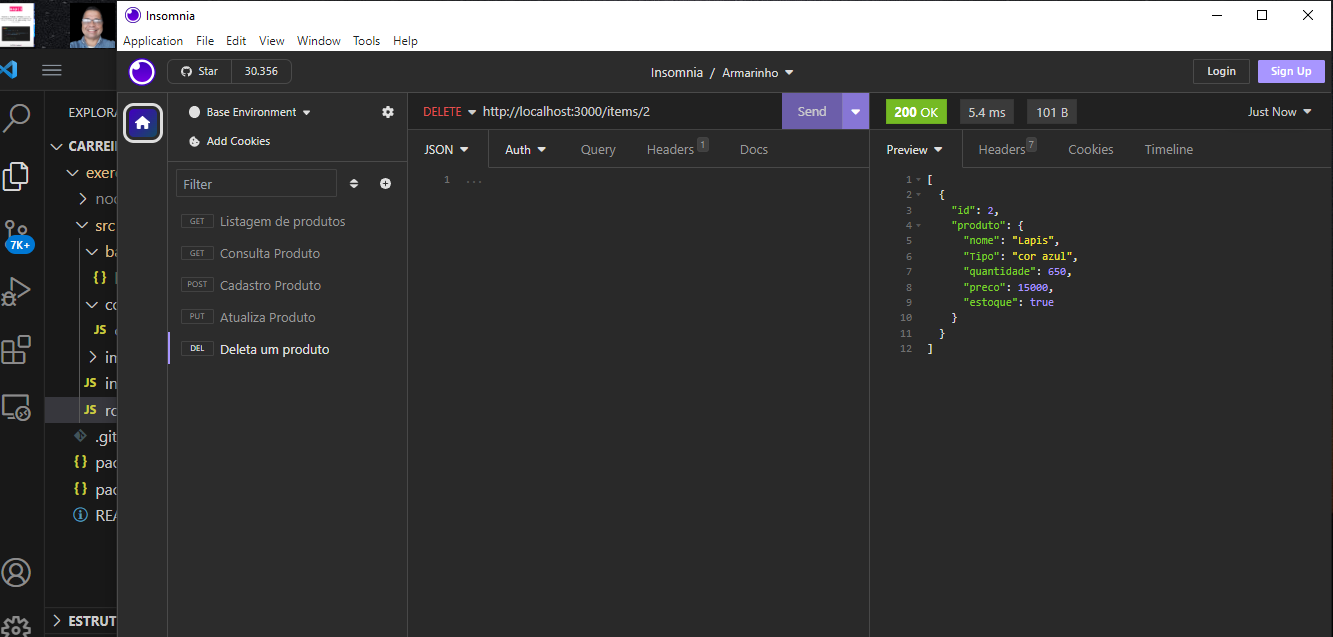 Insomnia
Application File Edit View Window Tools Help
Star 30.356
Insomnia / Armarinho
Login Sign Up
EXPLORA
CARREI
exer
noc
src
ba
{}
co
JS
in
JS in
JS ro
.git
{} pac
{} pac
REA
7K+
ESTRUT
Base Environment
Add Cookies
Filter
GET Listagem de produtos
GET Consulta Produto
POST Cadastro Produto
PUT Atualiza Produto
DEL Deleta um produto
DELETE http://localhost:3000/items/2 Send
JSON Auth Query Headers 1 Docs
1 ...
200 OK 5.4 ms 101 B Just Now
Preview Headers 7 Cookies Timeline
1 [
2 {
3 "id": 2,
4 "produto": {
5 "nome": "Lapis",
6 "Tipo": "cor azul",
7 "quantidade": 650,
8 "preco": 15000,
9 "estoque": true
10 }
11 }
12 ]